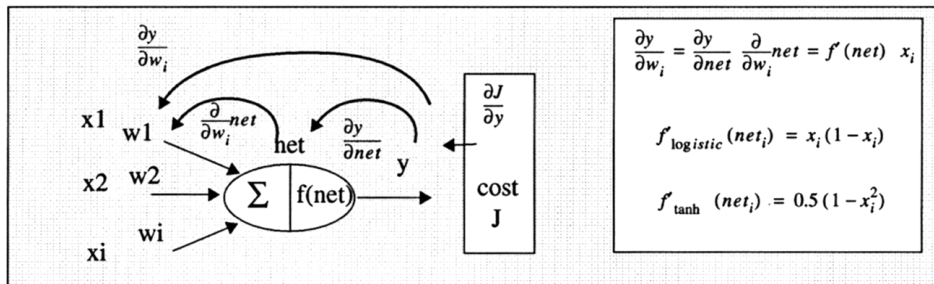 ∂y/∂w_i
∂/∂w_i net
∂y/∂net
∂J/∂y
x1
w1
net
y
x2
w2
Σ
f(net)
cost
J
xi
wi
∂y/∂w_i = ∂y/∂net ∂/∂w_i net = f'(net) x_i
f'_logistic (net_i) = x_i (1 - x_i)
f'_tanh (net_i) = 0.5 (1 - x_i^2)